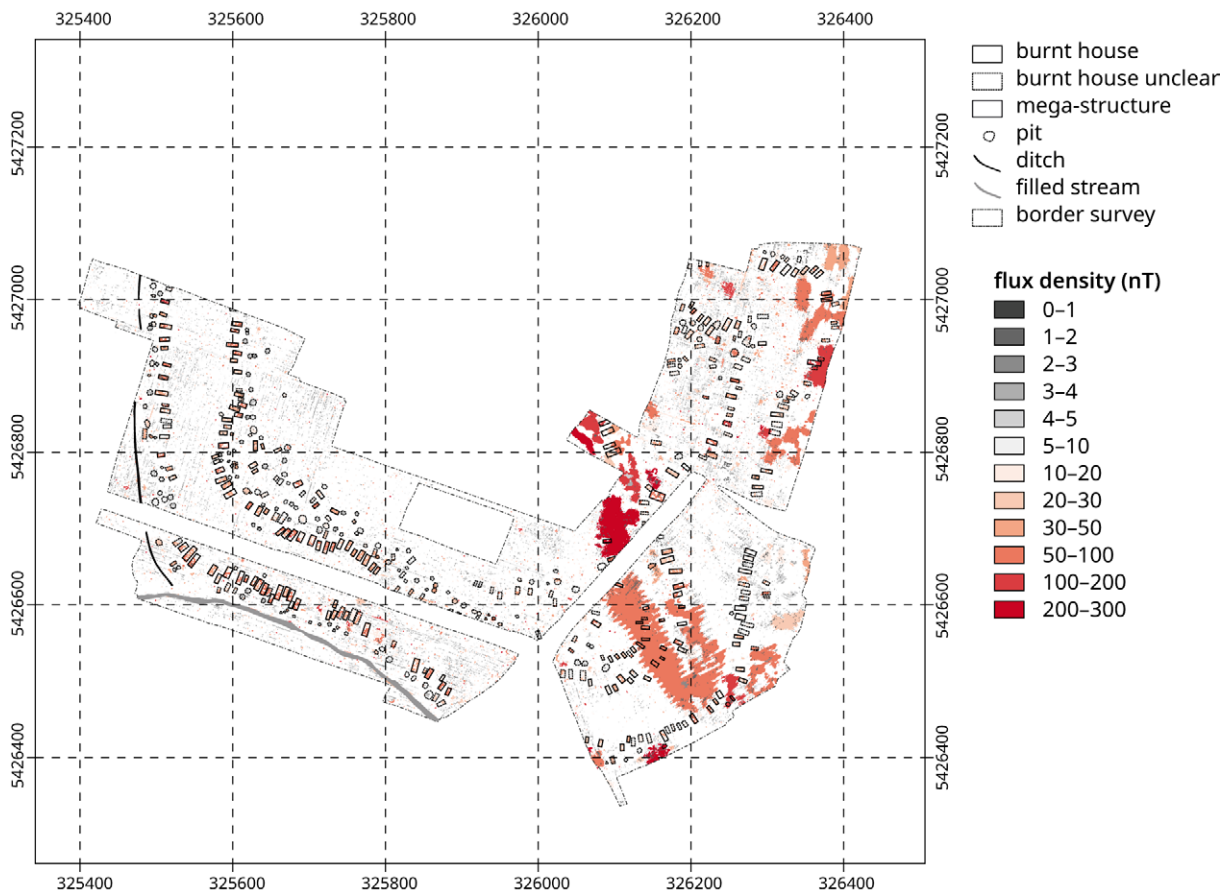 325400 325600 325800 326000 326200 326400
5427200
5427000
5426800
5426600
5426400
5427200
5427000
5426800
5426600
5426400
325400 325600 325800 326000 326200 326400
burnt house
burnt house unclear
mega-structure
pit
ditch
filled stream
border survey
flux density (nT)
0–1
1–2
2–3
3–4
4–5
5–10
10–20
20–30
30–50
50–100
100–200
200–300